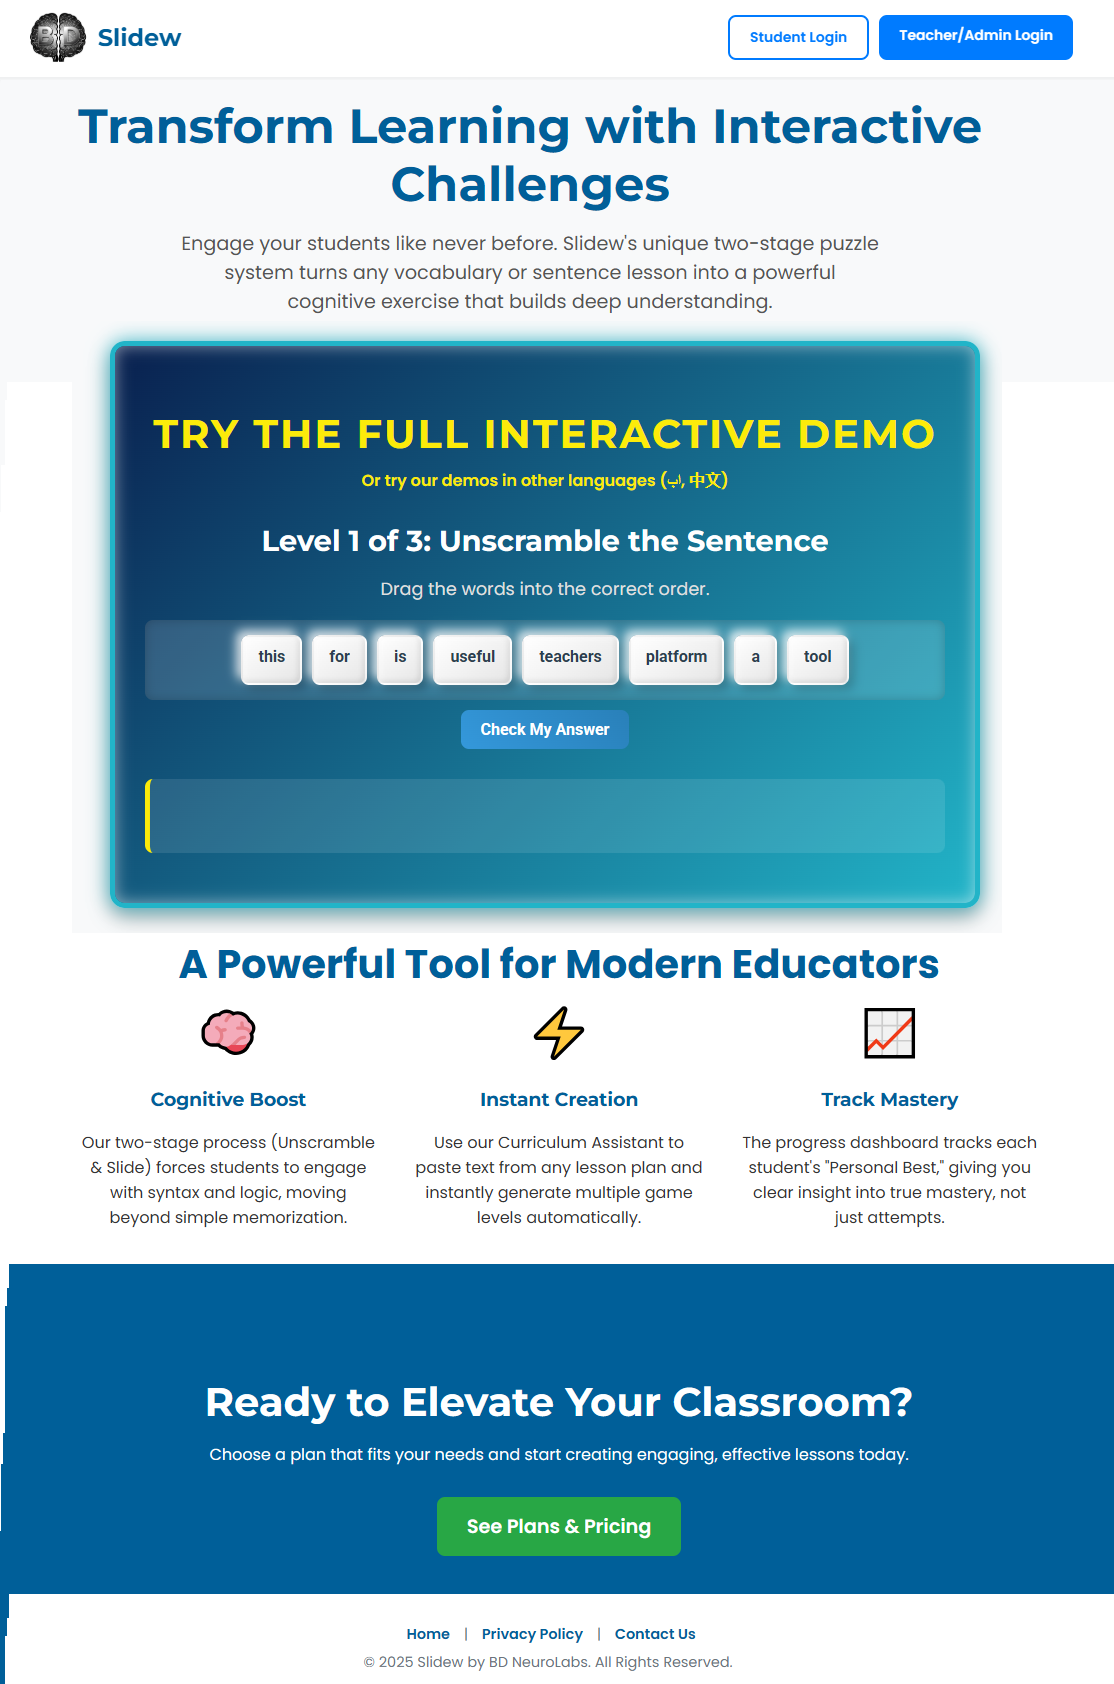 BD
Slidew
Student Login
Teacher/Admin Login
Transform Learning with Interactive
Challenges
Engage your students like never before. Slidew's unique two-stage puzzle
system turns any vocabulary or sentence lesson into a powerful
cognitive exercise that builds deep understanding.
TRY THE FULL INTERACTIVE DEMO
Or try our demos in other languages (اب, 中文)
Level 1 of 3: Unscramble the Sentence
Drag the words into the correct order.
this for is useful teachers platform a tool
Check My Answer
A Powerful Tool for Modern Educators
Cognitive Boost
Our two-stage process (Unscramble
& Slide) forces students to engage
with syntax and logic, moving
beyond simple memorization.
Instant Creation
Use our Curriculum Assistant to
paste text from any lesson plan and
instantly generate multiple game
levels automatically.
Track Mastery
The progress dashboard tracks each
student's "Personal Best," giving you
clear insight into true mastery, not
just attempts.
Ready to Elevate Your Classroom?
Choose a plan that fits your needs and start creating engaging, effective lessons today.
See Plans & Pricing
Home | Privacy Policy | Contact Us
© 2025 Slidew by BD NeuroLabs. All Rights Reserved.